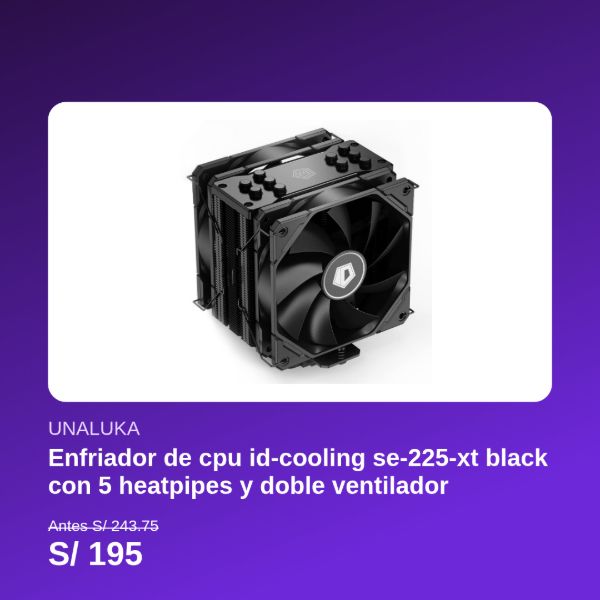 UNALUKA
Enfriador de cpu id-cooling se-225-xt black
con 5 heatpipes y doble ventilador
Antes S/ 243.75
S/ 195